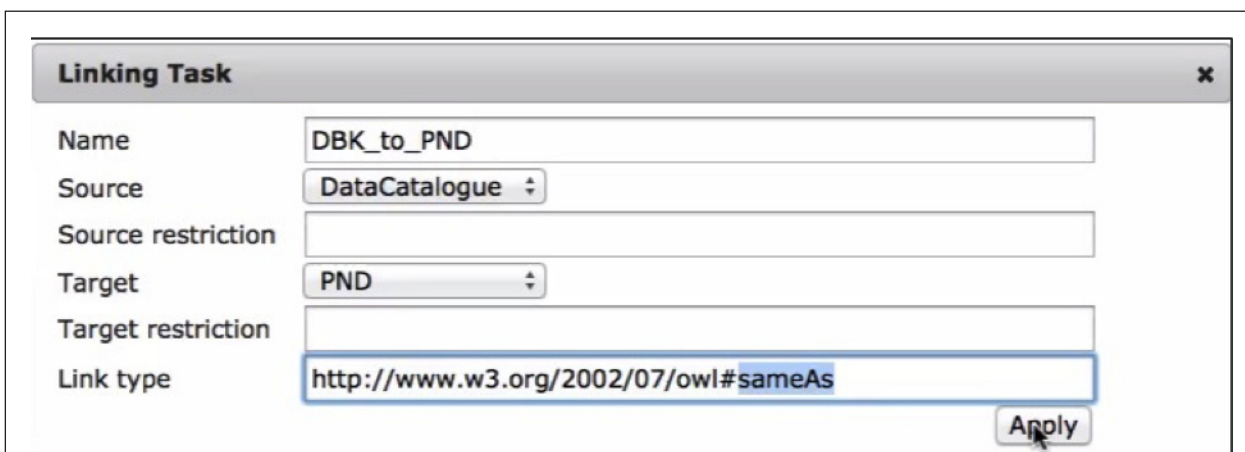 Linking Task
Name DBK_to_PND
Source DataCatalogue
Source restriction
Target PND
Target restriction
Link type http://www.w3.org/2002/07/owl#sameAs
Apply